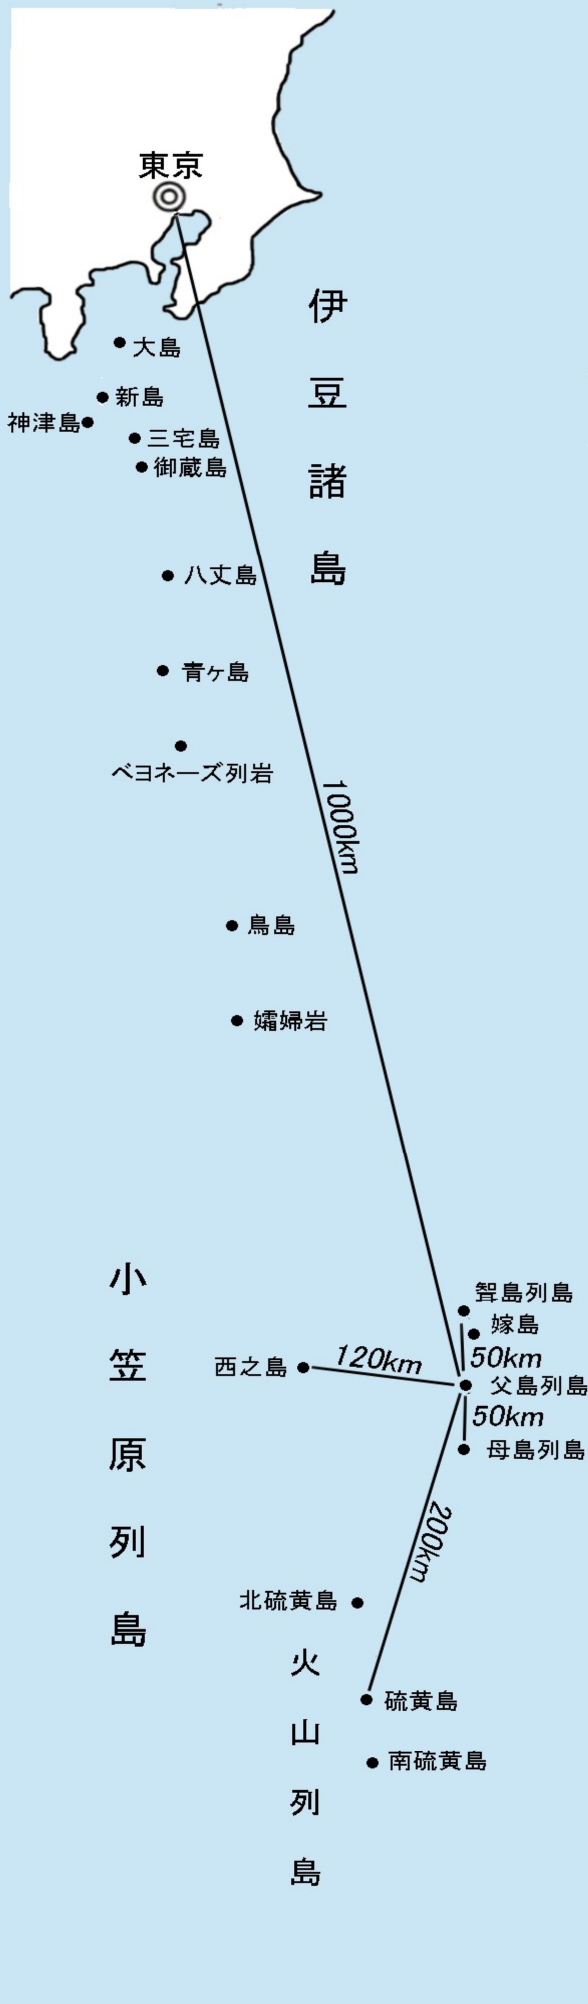 東京
伊豆諸島
大島
新島
神津島
三宅島
御蔵島
八丈島
青ヶ島
ベヨネーズ列岩
1000km
鳥島
孀婦岩
小笠原列島
聟島列島
嫁島
西之島
120km
50km
父島列島
50km
母島列島
200km
北硫黄島
火山列島
硫黄島
南硫黄島